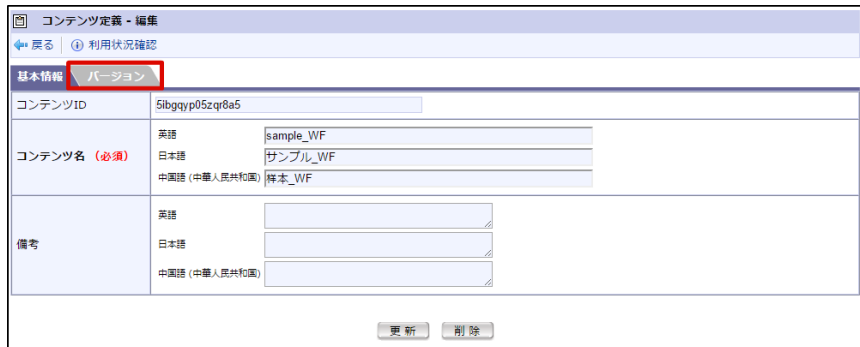 コンテンツ定義 - 編集
戻る 利用状況確認
基本情報 バージョン
コンテンツID 5ibgqyp05zqr8a5
コンテンツ名 (必須)
英語 sample_WF
日本語 サンプル_WF
中国語 (中華人民共和国) 样本_WF
備考
英語
日本語
中国語 (中華人民共和国)
更新 削除